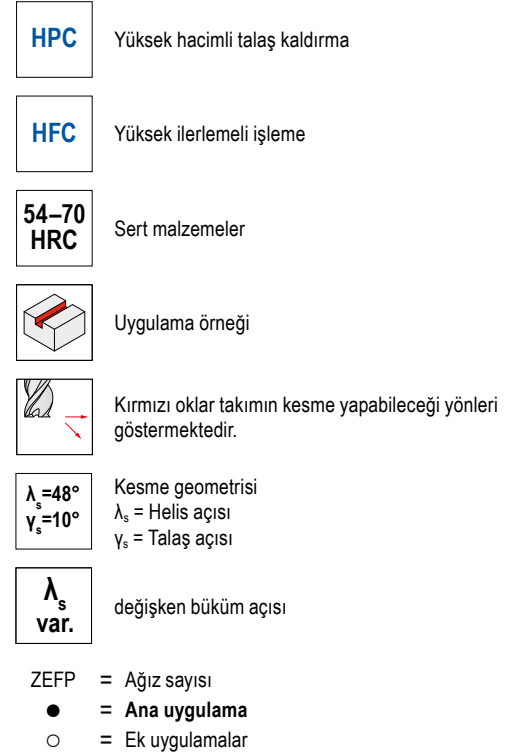 HPC Yüksek hacimli talaş kaldırma
HFC Yüksek ilerlemeli işleme
54–70
HRC
Sert malzemeler
Uygulama örneği
Kırmızı oklar takımın kesme yapabileceği yönleri
göstermektedir.
λs=48°
γs=10°
Kesme geometrisi
λs = Helis açısı
γs = Talaş açısı
λs
var.
değişken büküm açısı
ZEFP = Ağız sayısı
● = Ana uygulama
○ = Ek uygulamalar